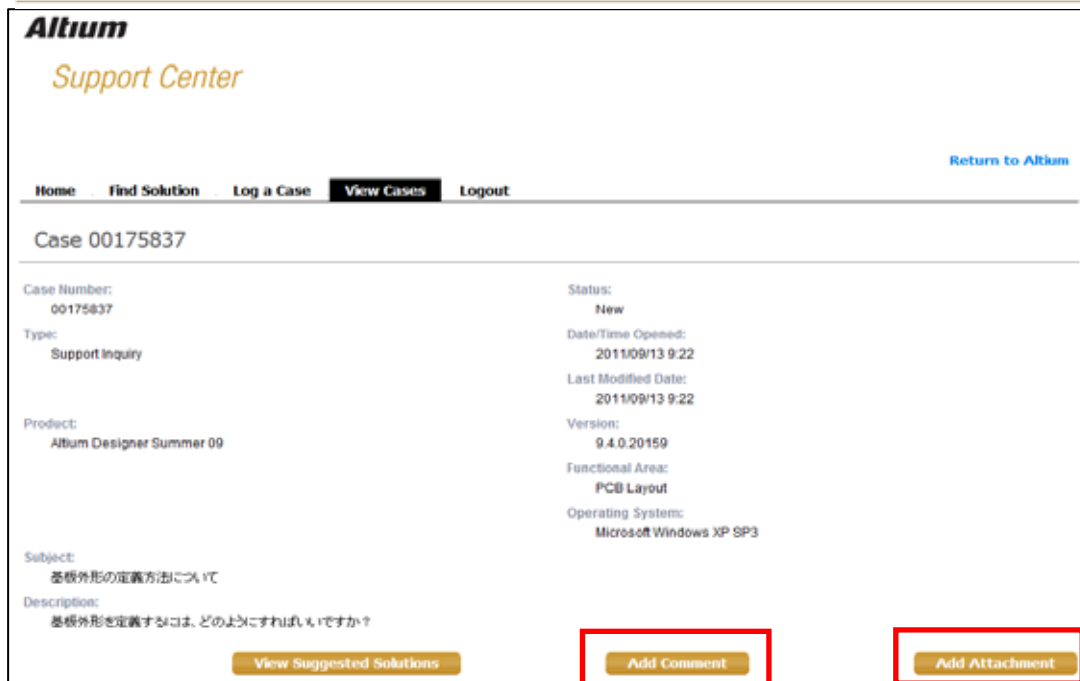 Altium
Support Center
Return to Altium
Home Find Solution Log a Case View Cases Logout
Case 00175837
Case Number:
00175837
Status:
New
Type:
Support Inquiry
Date/Time Opened:
2011/09/13 9:22
Last Modified Date:
2011/09/13 9:22
Product:
Altium Designer Summer 09
Version:
9.4.0.20159
Functional Area:
PCB Layout
Operating System:
Microsoft Windows XP SP3
Subject:
基板外形の定義方法について
Description:
基板外形を定義するには、どのようにすればいいですか？
View Suggested Solutions Add Comment Add Attachment